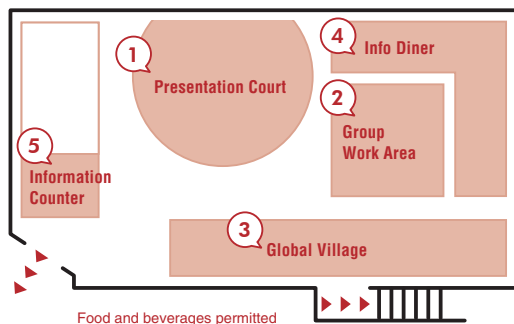 1
Presentation Court
4
Info Diner
2
Group
Work Area
5
Information
Counter
3
Global Village
Food and beverages permitted